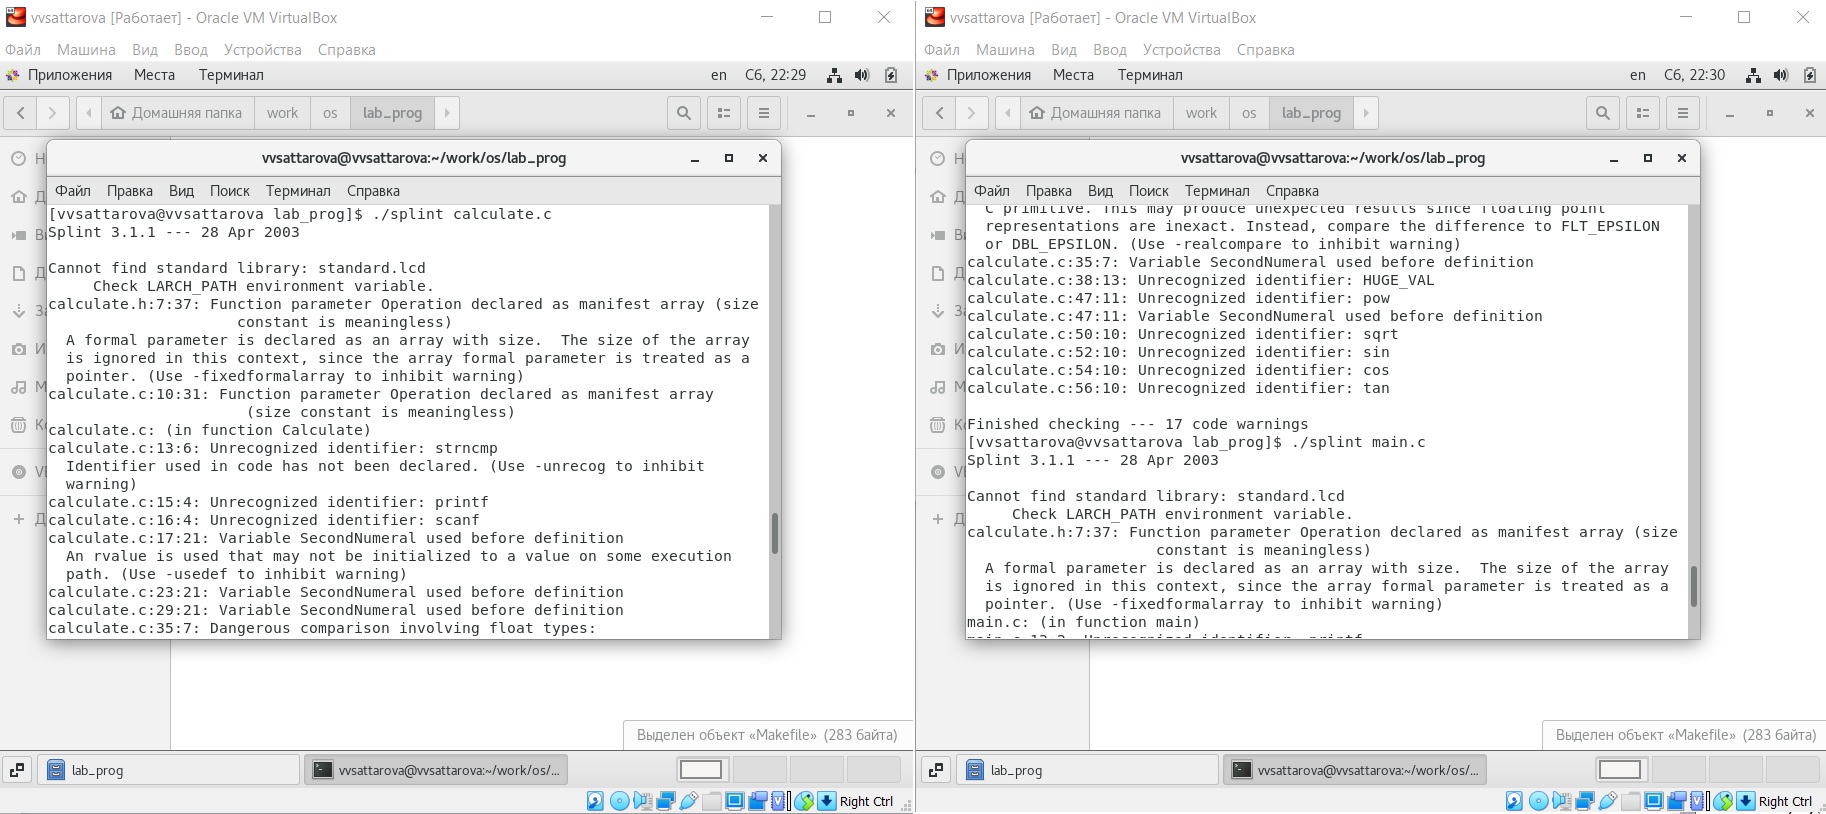 vvsattarova [Работает] - Oracle VM VirtualBox
Файл Машина Вид Ввод Устройства Справка
Приложения Места Терминал en Сб, 22:29
Домашняя папка work os lab_prog
vvsattarova@vvsattarova:~/work/os/lab_prog
Файл Правка Вид Поиск Терминал Справка
[vvsattarova@vvsattarova lab_prog]$ ./splint calculate.c
Splint 3.1.1 --- 28 Apr 2003
Cannot find standard library: standard.lcd
Check LARCH_PATH environment variable.
calculate.h:7:37: Function parameter Operation declared as manifest array (size
constant is meaningless)
A formal parameter is declared as an array with size.  The size of the array
is ignored in this context, since the array formal parameter is treated as a
pointer. (Use -fixedformalarray to inhibit warning)
calculate.c:10:31: Function parameter Operation declared as manifest array
(size constant is meaningless)
calculate.c: (in function Calculate)
calculate.c:13:6: Unrecognized identifier: strncmp
Identifier used in code has not been declared. (Use -unrecog to inhibit
warning)
calculate.c:15:4: Unrecognized identifier: printf
calculate.c:16:4: Unrecognized identifier: scanf
calculate.c:17:21: Variable SecondNumeral used before definition
An rvalue is used that may not be initialized to a value on some execution
path. (Use -usedef to inhibit warning)
calculate.c:23:21: Variable SecondNumeral used before definition
calculate.c:29:21: Variable SecondNumeral used before definition
calculate.c:35:7: Dangerous comparison involving float types:
Выделен объект «Makefile» (283 байта)
lab_prog vvsattarova@vvsattarova:~/work/os/...
Right Ctrl
vvsattarova [Работает] - Oracle VM VirtualBox
Файл Машина Вид Ввод Устройства Справка
Приложения Места Терминал en Сб, 22:30
Домашняя папка work os lab_prog
vvsattarova@vvsattarova:~/work/os/lab_prog
Файл Правка Вид Поиск Терминал Справка
C primitive. This may produce unexpected results since floating point
representations are inexact. Instead, compare the difference to FLT_EPSILON
or DBL_EPSILON. (Use -realcompare to inhibit warning)
calculate.c:35:7: Variable SecondNumeral used before definition
calculate.c:38:13: Unrecognized identifier: HUGE_VAL
calculate.c:47:11: Unrecognized identifier: pow
calculate.c:47:11: Variable SecondNumeral used before definition
calculate.c:50:10: Unrecognized identifier: sqrt
calculate.c:52:10: Unrecognized identifier: sin
calculate.c:54:10: Unrecognized identifier: cos
calculate.c:56:10: Unrecognized identifier: tan
Finished checking --- 17 code warnings
[vvsattarova@vvsattarova lab_prog]$ ./splint main.c
Splint 3.1.1 --- 28 Apr 2003
Cannot find standard library: standard.lcd
Check LARCH_PATH environment variable.
calculate.h:7:37: Function parameter Operation declared as manifest array (size
constant is meaningless)
A formal parameter is declared as an array with size.  The size of the array
is ignored in this context, since the array formal parameter is treated as a
pointer. (Use -fixedformalarray to inhibit warning)
main.c: (in function main)
Выделен объект «Makefile» (283 байта)
lab_prog vvsattarova@vvsattarova:~/work/os/...
Right Ctrl